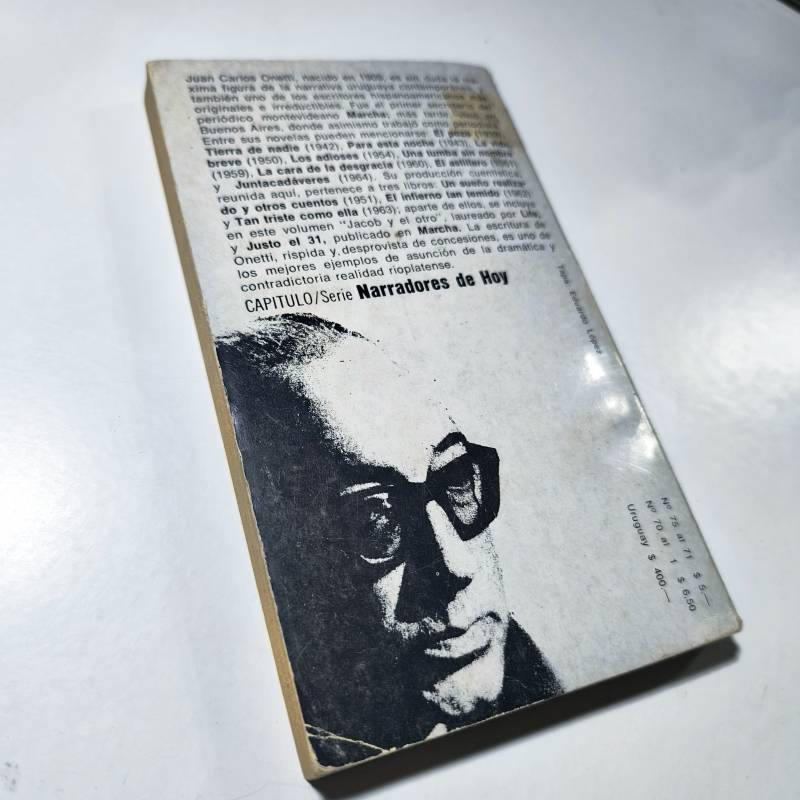 Juan Carlos Onetti, nacido en 1909, es sin duda la má-
xima figura de la narrativa uruguaya contemporánea, y
también uno de los escritores hispanoamericanos más
originales e irreductibles. Fue el primer secretario del
periódico montevideano Marcha; más tarde
Buenos Aires, donde asimismo trabajó como periodista.
Entre sus novelas pueden mencionarse: El pozo (1939),
Tierra de nadie (1942), Para esta noche (1943), La vida
breve (1950), Los adioses (1954), Una tumba sin nombre
(1959), La cara de la desgracia (1960), El astillero (1961)
y Juntacadáveres (1964). Su producción cuentística,
reunida aquí, pertenece a tres libros: Un sueño realiza-
do y otros cuentos (1951), El infierno tan temido (1962)
y Tan triste como ella (1963); aparte de ellos, se incluye
en este volumen "Jacob y el otro", laureado por Life,
y Justo el 31, publicado en Marcha. La escritura de
Onetti, ríspida y desprovista de concesiones, es uno de
los mejores ejemplos de asunción de la dramática y
contradictoria realidad rioplatense.
CAPITULO/Serie Narradores de Hoy
Tapa: Eduardo López
Nº 75 al 71 $ 5.—
Nº 70 al 1 $ 6.50
Uruguay $ 400.—